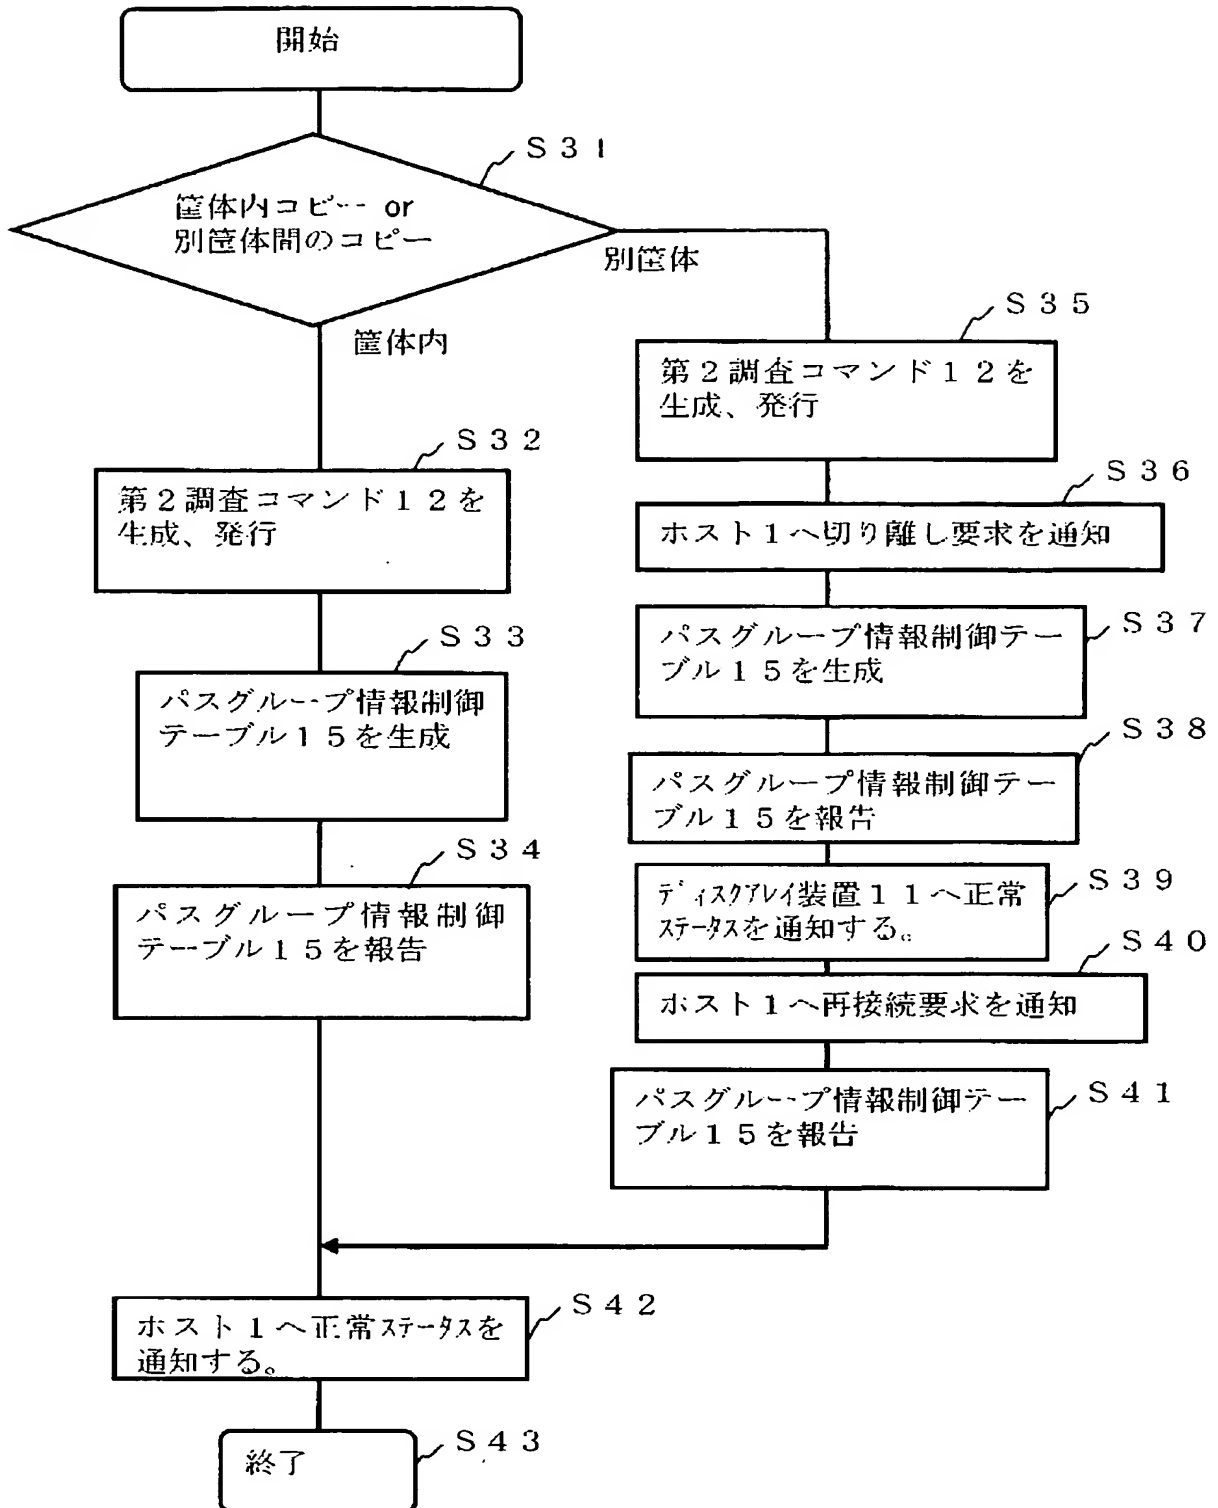 開始
S31
筐体内コピー or
別筐体間のコピー
別筐体
筐体内
S32
第2調査コマンド12を
生成、発行
S33
パスグループ情報制御
テーブル15を生成
S34
パスグループ情報制御
テーブル15を報告
S35
第2調査コマンド12を
生成、発行
S36
ホスト1へ切り離し要求を通知
S37
パスグループ情報制御テー
ブル15を生成
S38
パスグループ情報制御テー
ブル15を報告
S39
ディスクアレイ装置11へ正常
ステータスを通知する。
S40
ホスト1へ再接続要求を通知
S41
パスグループ情報制御テー
ブル15を報告
S42
ホスト1へ正常ステータスを
通知する。
S43
終了